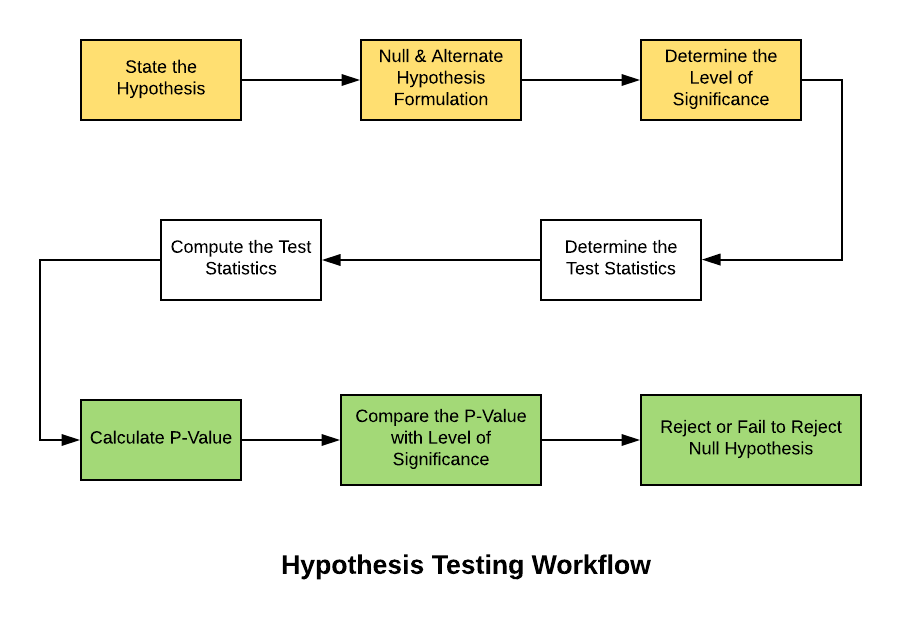 State the
Hypothesis
Null & Alternate
Hypothesis
Formulation
Determine the
Level of
Significance
Determine the
Test Statistics
Compute the Test
Statistics
Calculate P-Value
Compare the P-Value
with Level of
Significance
Reject or Fail to Reject
Null Hypothesis
Hypothesis Testing Workflow